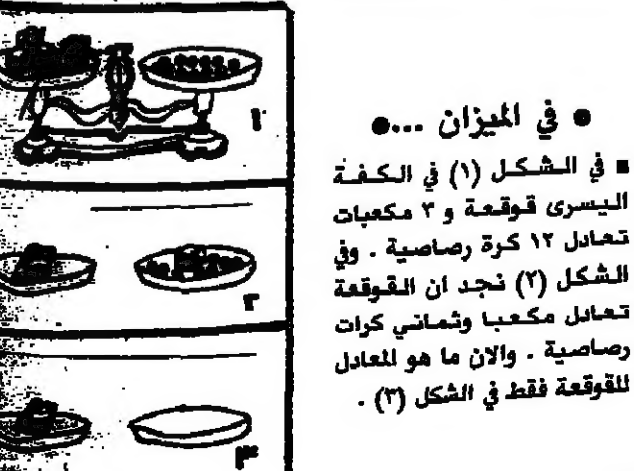 في الميزان ...
في الشكل (١) في الكفة
اليسرى قوقعة و ٣ مكعبات
تعادل ١٢ كرة رصاصية . وفي
الشكل (٢) نجد ان القوقعة
تعادل مكعبا وثماني كرات
رصاصية . والان ما هو المعادل
للقوقعة فقط في الشكل (٣) .
١
٢
٣